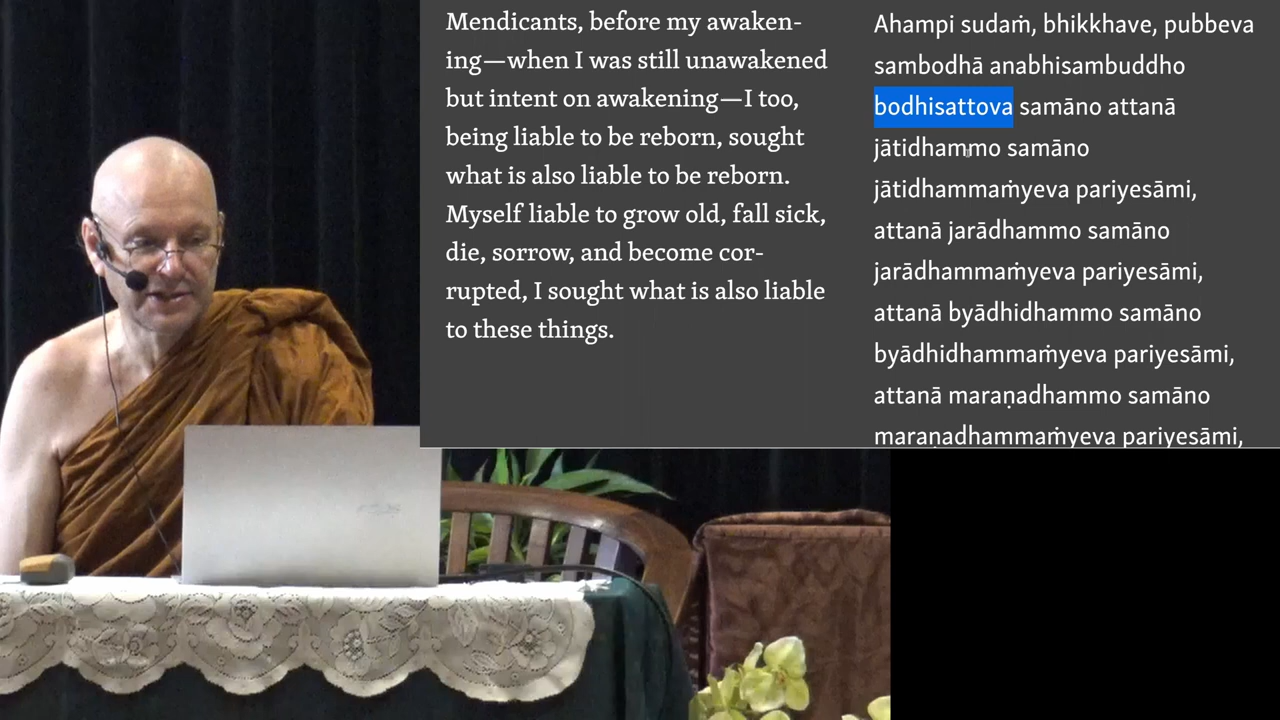 Mendicants, before my awaken-
ing—when I was still unawakened
but intent on awakening—I too,
being liable to be reborn, sought
what is also liable to be reborn.
Myself liable to grow old, fall sick,
die, sorrow, and become cor-
rupted, I sought what is also liable
to these things.
Ahampi sudaṁ, bhikkhave, pubbeva
sambodhā anabhisambuddho
bodhisattova samāno attanā
jātidhammo samāno
jātidhammaṁyeva pariyesāmi,
attanā jarādhammo samāno
jarādhammaṁyeva pariyesāmi,
attanā byādhidhammo samāno
byādhidhammaṁyeva pariyesāmi,
attanā maraṇadhammo samāno
maraṇadhammaṁyeva pariyesāmi,